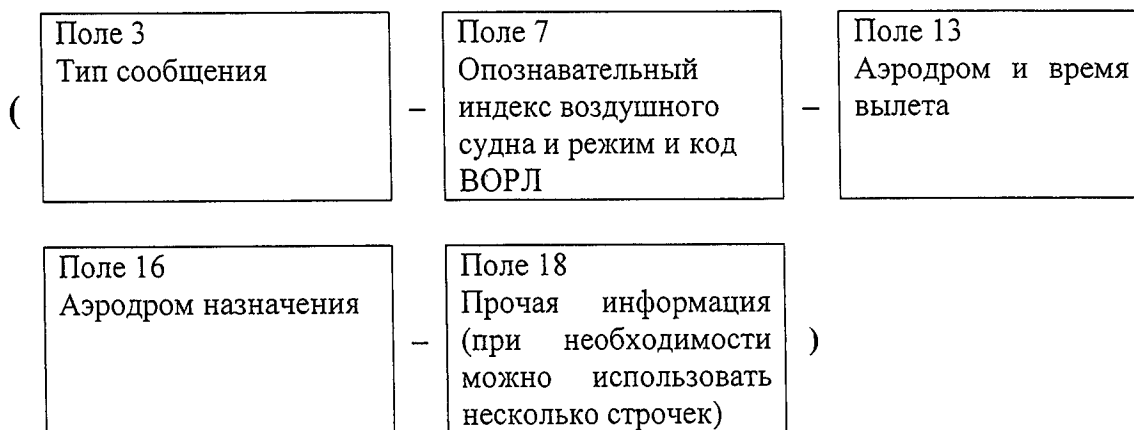 Поле 3
Тип сообщения
(
–
Поле 7
Опознавательный
индекс воздушного
судна и режим и код
ВОРЛ
–
Поле 13
Аэродром и время
вылета
Поле 16
Аэродром назначения
–
Поле 18
Прочая информация
(при необходимости
можно использовать
несколько строчек)
)